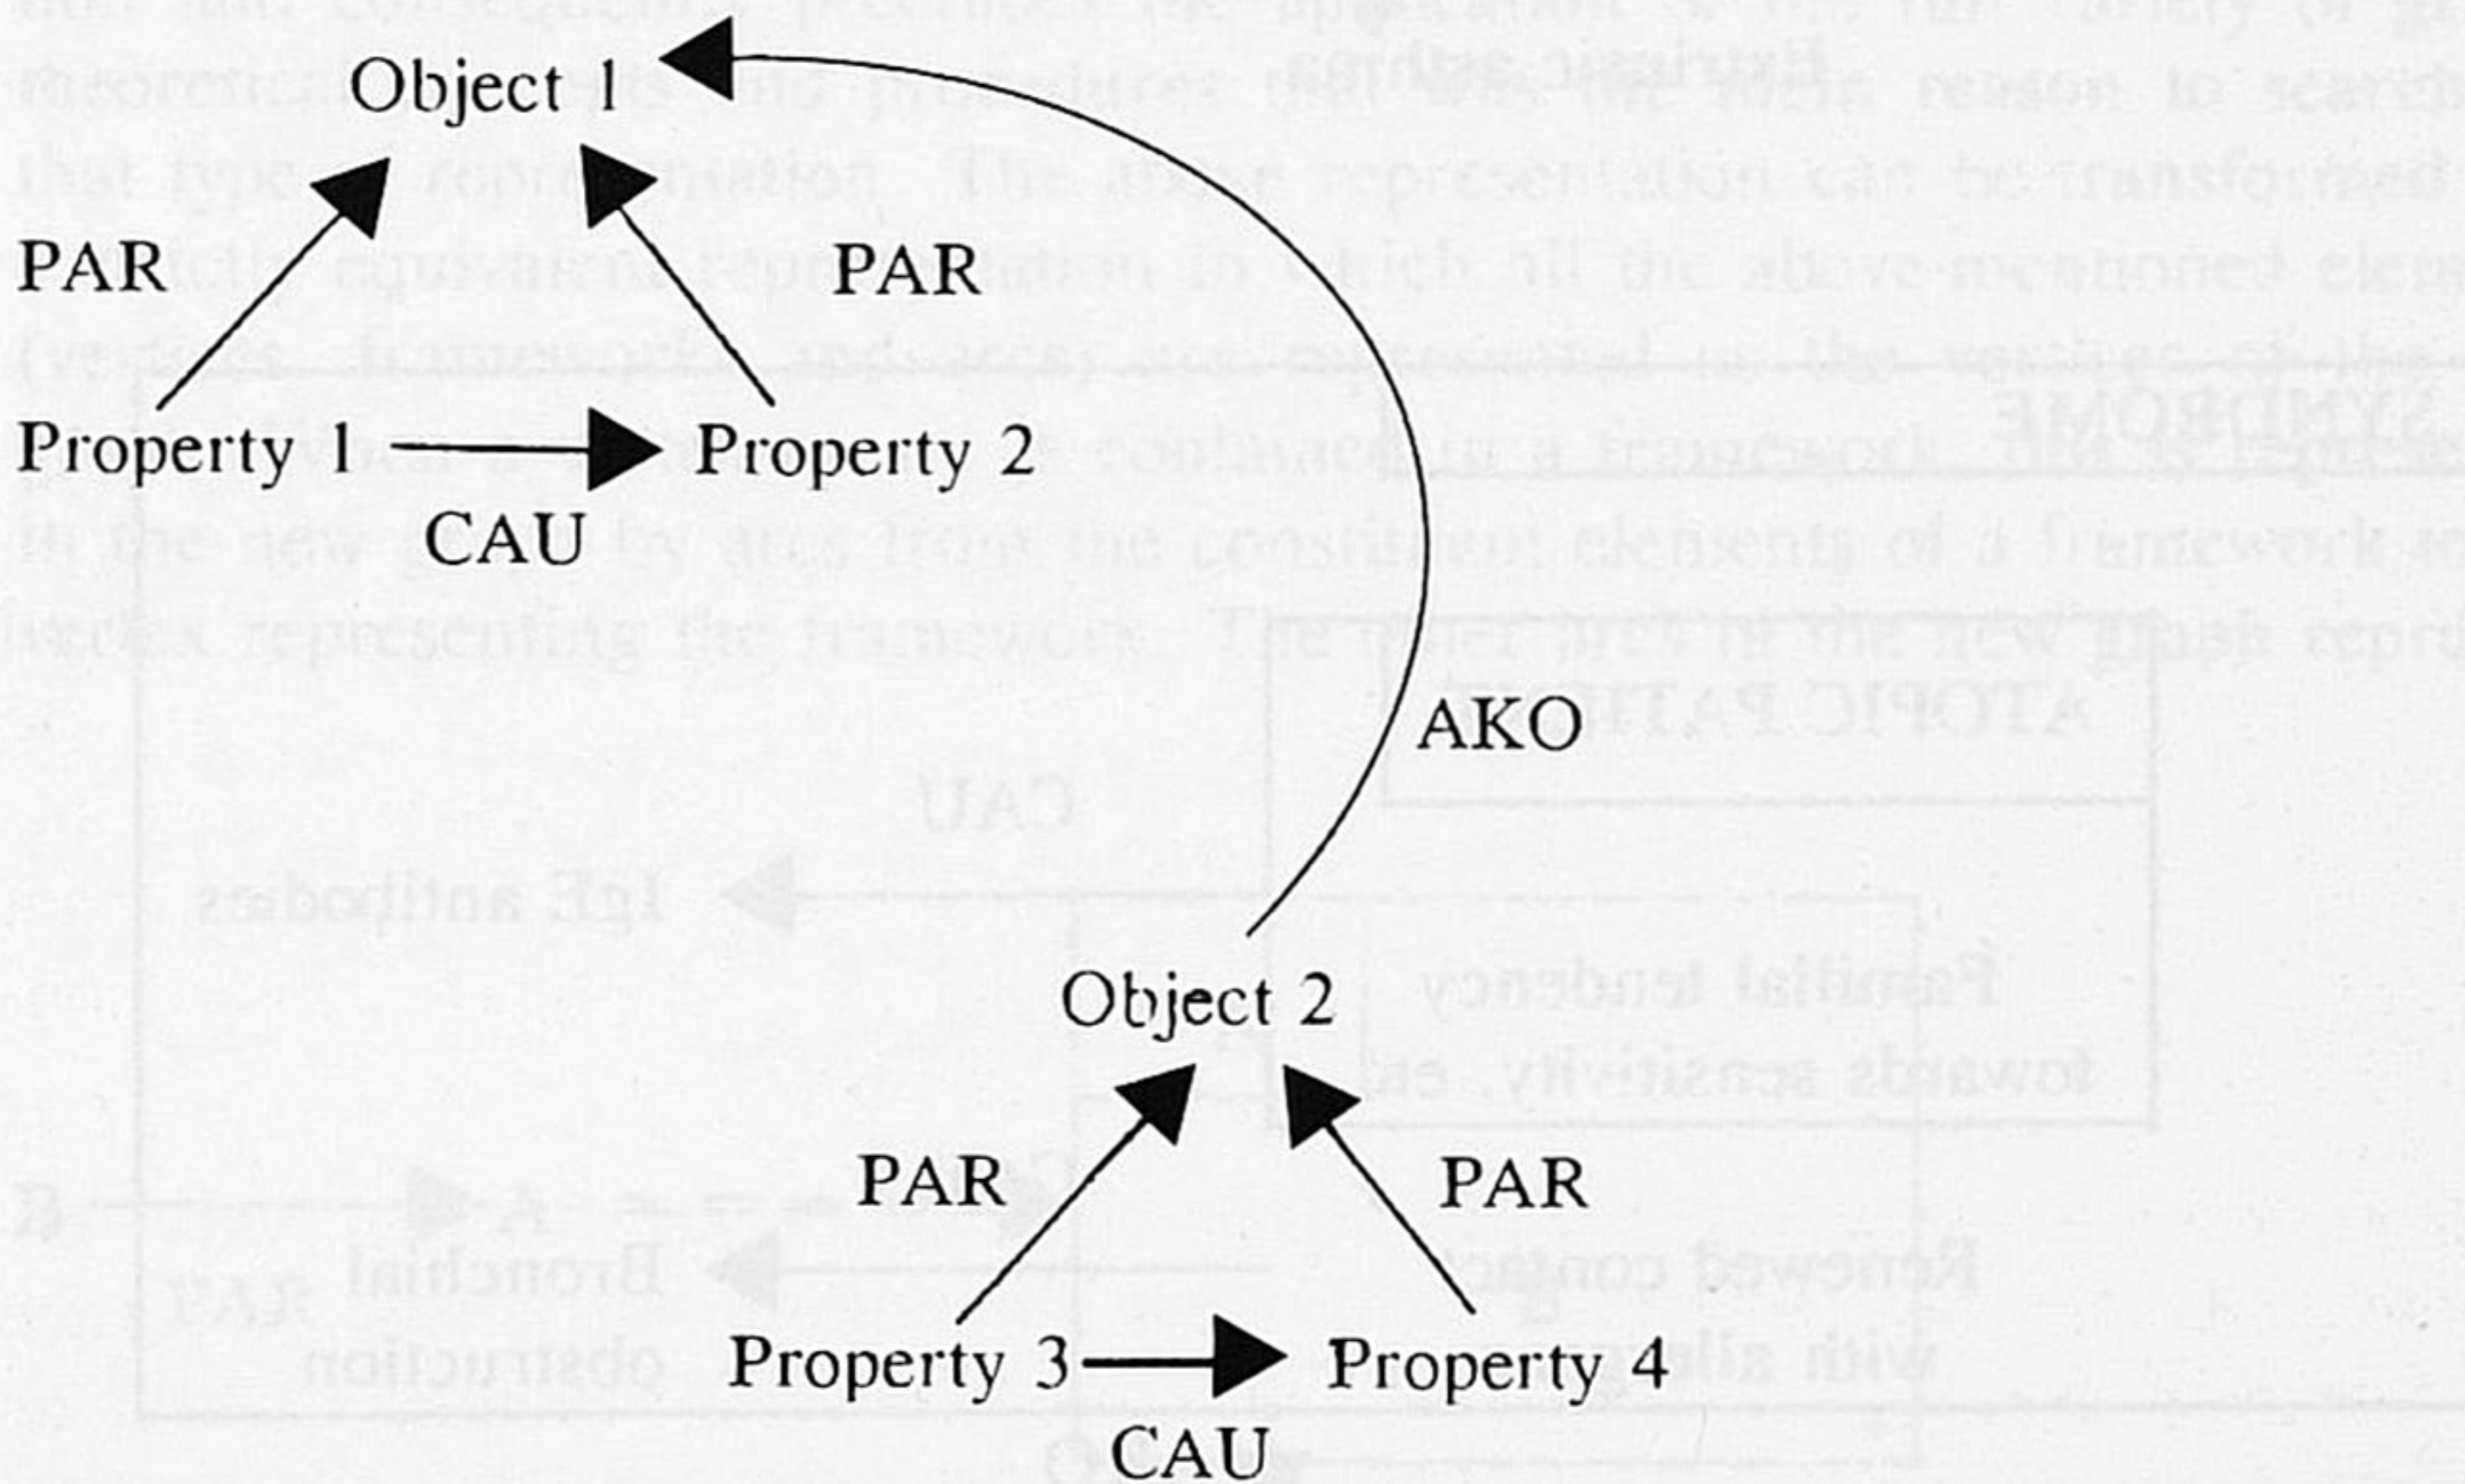 Object 1
PAR PAR
Property 1 Property 2
CAU
AKO
Object 2
PAR PAR
Property 3 Property 4
CAU